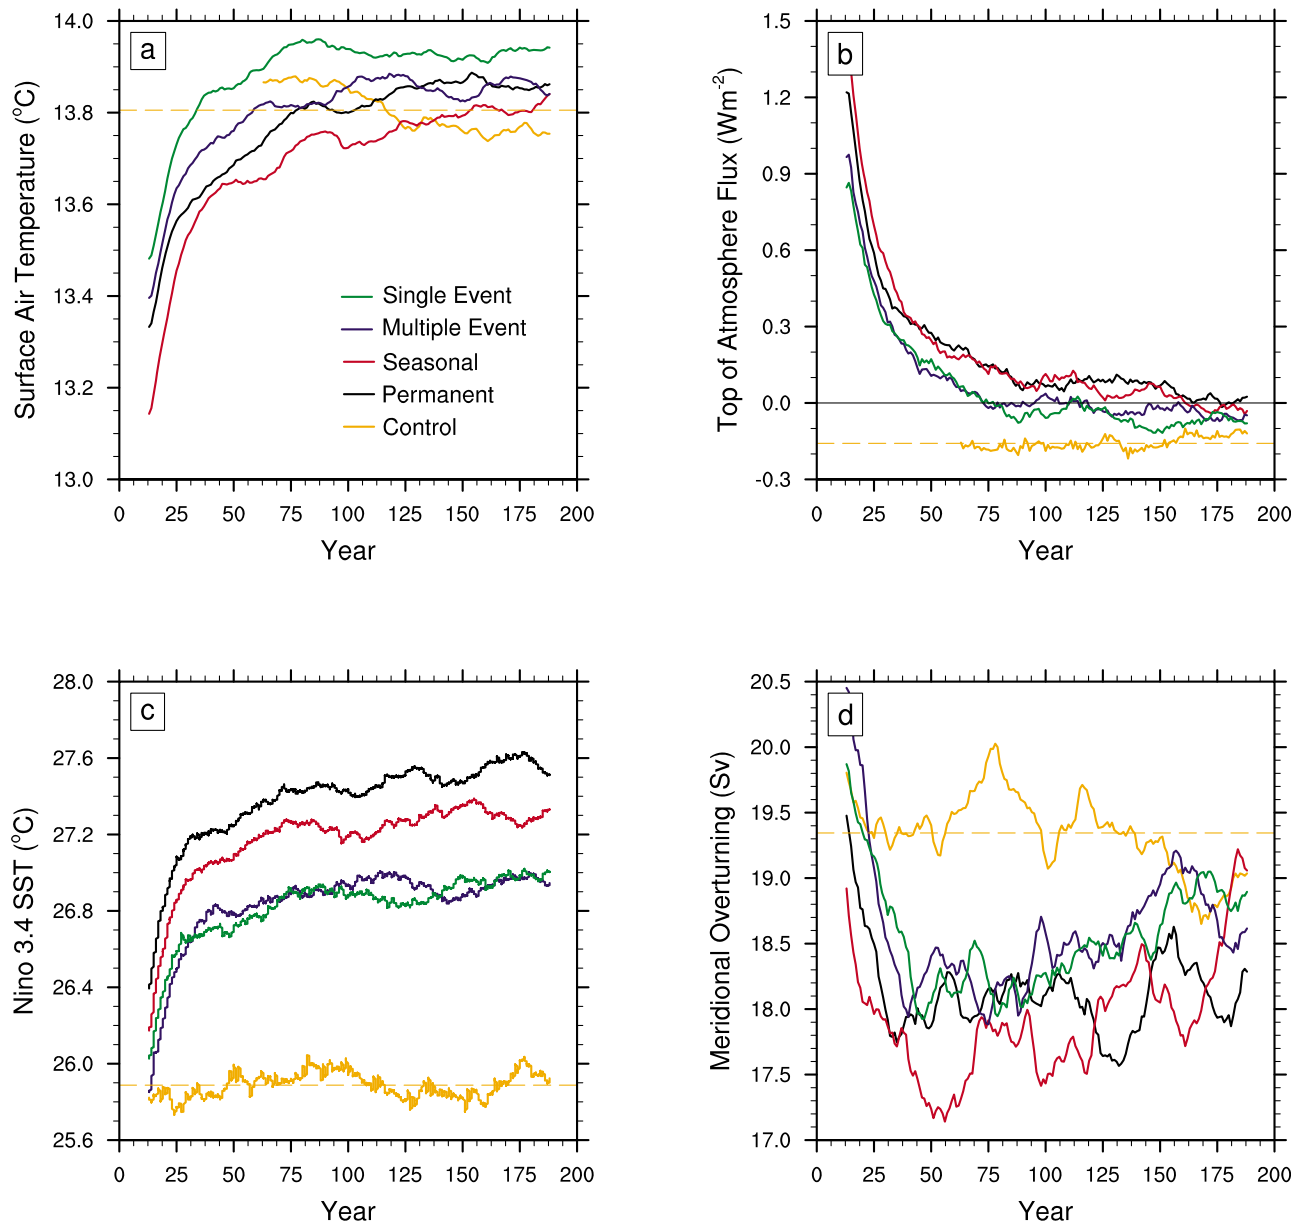 a
14.0
13.8
13.6
13.4
13.2
13.0
Surface Air Temperature (°C)
Single Event
Multiple Event
Seasonal
Permanent
Control
0 25 50 75 100 125 150 175 200
Year
b
1.5
1.2
0.9
0.6
0.3
0.0
-0.3
Top of Atmosphere Flux (Wm⁻²)
0 25 50 75 100 125 150 175 200
Year
c
28.0
27.6
27.2
26.8
26.4
26.0
25.6
Nino 3.4 SST (°C)
0 25 50 75 100 125 150 175 200
Year
d
20.5
20.0
19.5
19.0
18.5
18.0
17.5
17.0
Meridional Overturning (Sv)
0 25 50 75 100 125 150 175 200
Year